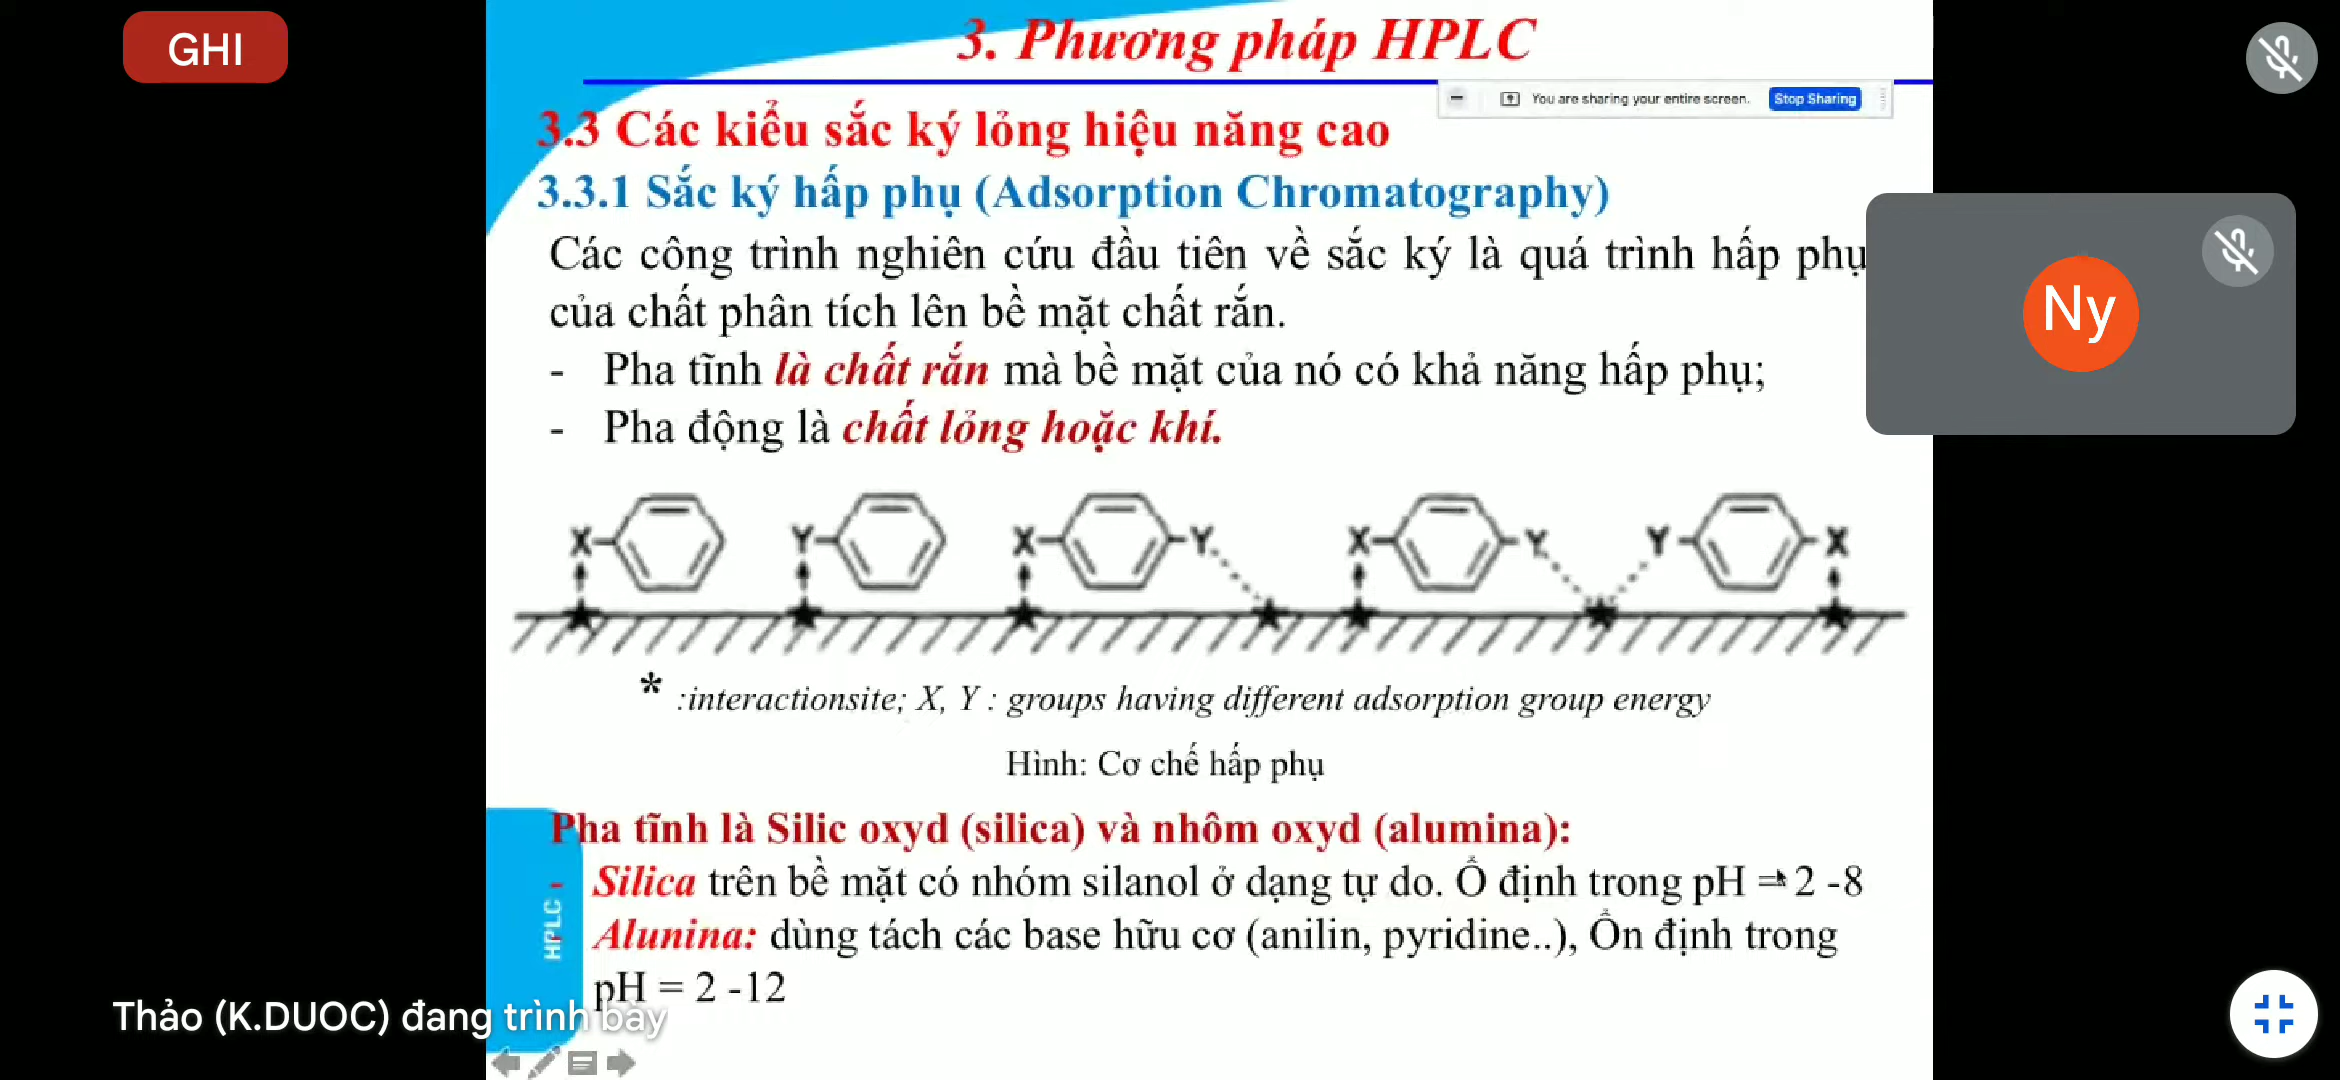 GHI
3. Phương pháp HPLC
You are sharing your entire screen. Stop Sharing
3.3 Các kiểu sắc ký lỏng hiệu năng cao
3.3.1 Sắc ký hấp phụ (Adsorption Chromatography)
Các công trình nghiên cứu đầu tiên về sắc ký là quá trình hấp phụ
của chất phân tích lên bề mặt chất rắn.
Ny
- Pha tĩnh là chất rắn mà bề mặt của nó có khả năng hấp phụ;
- Pha động là chất lỏng hoặc khí.
X Y X Y X Y Y X
* :interactionsite; X, Y : groups having different adsorption group energy
Hình: Cơ chế hấp phụ
Pha tĩnh là Silic oxyd (silica) và nhôm oxyd (alumina):
- Silica trên bề mặt có nhóm silanol ở dạng tự do. Ổ định trong pH = 2 -8
- Alunina: dùng tách các base hữu cơ (anilin, pyridine..), Ổn định trong
pH = 2 -12
HPLC
Thảo (K.DUOC) đang trình bày